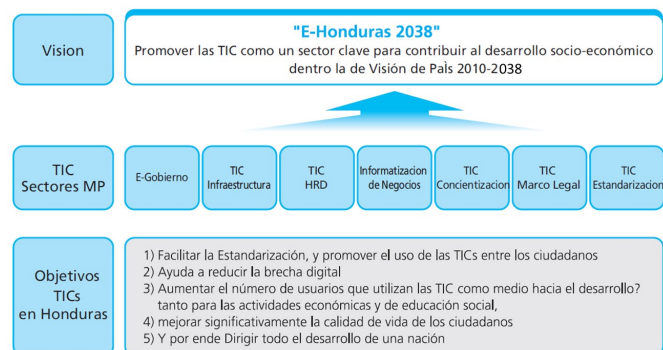 Vision
"E-Honduras 2038"
Promover las TIC como un sector clave para contribuir al desarrollo socio-económico
dentro la de Visión de PaÌs 2010-2038
TIC
Sectores MP
E-Gobierno
TIC
Infraestructura
TIC
HRD
Informatizacion
de Negocios
TIC
Concientizacion
TIC
Marco Legal
TIC
Estandarizacion
Objetivos
TICs
en Honduras
1) Facilitar la Estandarización, y promover el uso de las TICs entre los ciudadanos
2) Ayuda a reducir la brecha digital
3) Aumentar el número de usuarios que utilizan las TIC como medio hacia el desarrollo?
tanto para las actividades económicas y de educación social,
4) mejorar significativamente la calidad de vida de los ciudadanos
5) Y por ende Dirigir todo el desarrollo de una nación